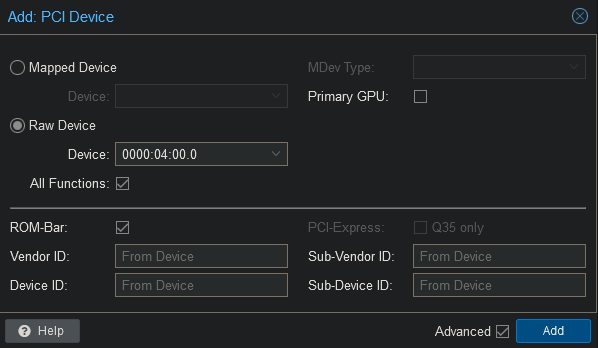 Add: PCI Device
Mapped Device MDev Type:
Device: Primary GPU:
Raw Device
Device: 0000:04:00.0
All Functions:
ROM-Bar: PCI-Express: Q35 only
Vendor ID: From Device Sub-Vendor ID: From Device
Device ID: From Device Sub-Device ID: From Device
? Help Advanced Add